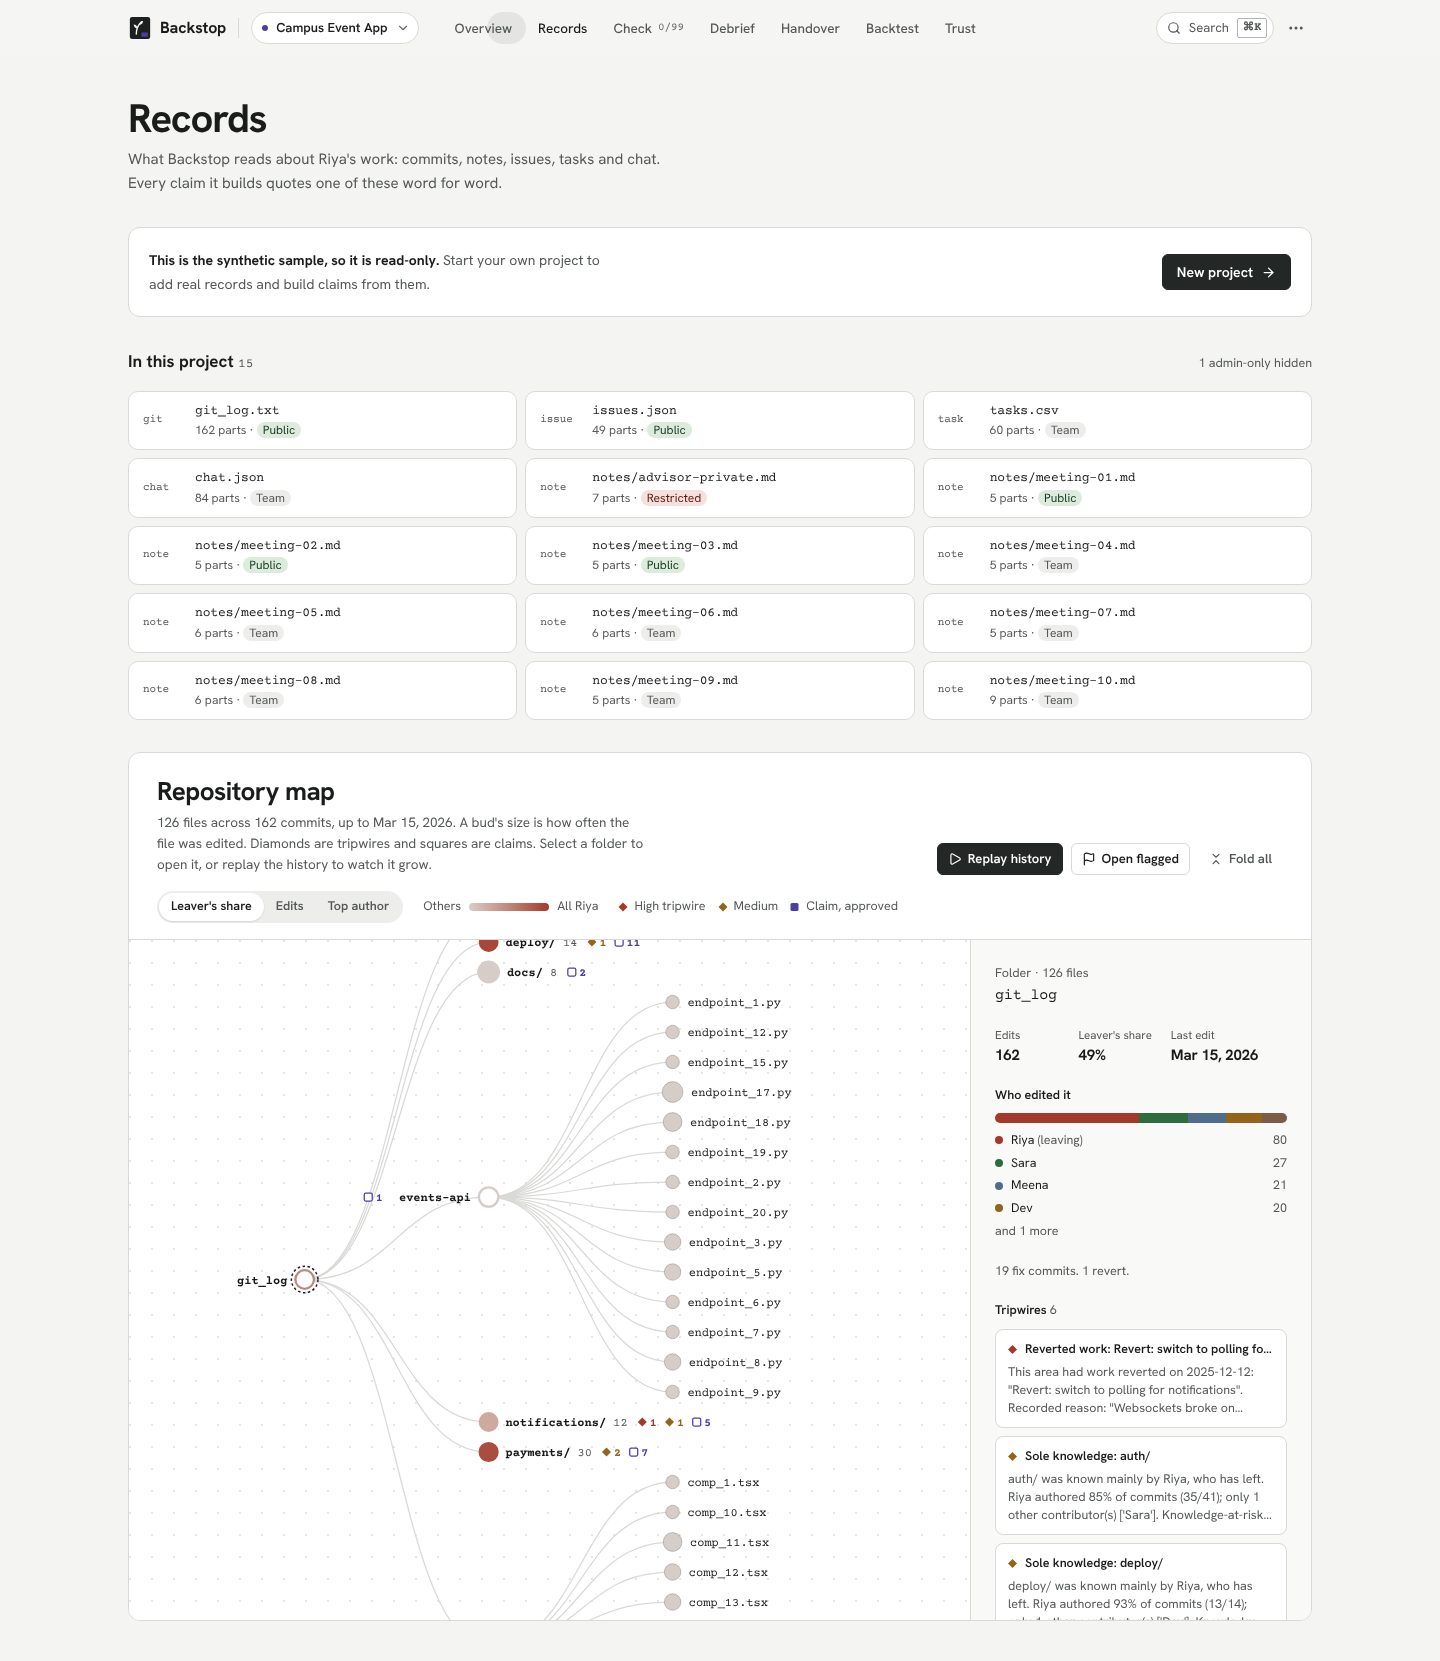 Backstop
Campus Event App
Overview
Records
Check 0/99
Debrief
Handover
Backtest
Trust
Search ⌘K
Records
What Backstop reads about Riya's work: commits, notes, issues, tasks and chat.
Every claim it builds quotes one of these word for word.
This is the synthetic sample, so it is read-only. Start your own project to
add real records and build claims from them.
New project
In this project 15
1 admin-only hidden
git
git_log.txt
162 parts · Public
issue
issues.json
49 parts · Public
task
tasks.csv
60 parts · Team
chat
chat.json
84 parts · Team
note
notes/advisor-private.md
7 parts · Restricted
note
notes/meeting-01.md
5 parts · Public
note
notes/meeting-02.md
5 parts · Public
note
notes/meeting-03.md
5 parts · Public
note
notes/meeting-04.md
5 parts · Team
note
notes/meeting-05.md
6 parts · Team
note
notes/meeting-06.md
6 parts · Team
note
notes/meeting-07.md
5 parts · Team
note
notes/meeting-08.md
6 parts · Team
note
notes/meeting-09.md
5 parts · Team
note
notes/meeting-10.md
9 parts · Team
Repository map
126 files across 162 commits, up to Mar 15, 2026. A bud's size is how often the
file was edited. Diamonds are tripwires and squares are claims. Select a folder to
open it, or replay the history to watch it grow.
Replay history
Open flagged
Fold all
Leaver's share
Edits
Top author
Others
All Riya
High tripwire
Medium
Claim, approved
deploy/ 14 1 11
docs/ 8 2
endpoint_1.py
endpoint_12.py
endpoint_15.py
endpoint_17.py
endpoint_18.py
endpoint_19.py
endpoint_2.py
1 events-api
endpoint_20.py
endpoint_3.py
endpoint_5.py
git_log
endpoint_6.py
endpoint_7.py
endpoint_8.py
endpoint_9.py
notifications/ 12 1 1 5
payments/ 30 2 7
comp_1.tsx
comp_10.tsx
comp_11.tsx
comp_12.tsx
comp_13.tsx
Folder · 126 files
git_log
Edits
162
Leaver's share
49%
Last edit
Mar 15, 2026
Who edited it
Riya (leaving) 80
Sara 27
Meena 21
Dev 20
and 1 more
19 fix commits. 1 revert.
Tripwires 6
Reverted work: Revert: switch to polling fo...
This area had work reverted on 2025-12-12:
"Revert: switch to polling for notifications".
Recorded reason: "Websockets broke on...
Sole knowledge: auth/
auth/ was known mainly by Riya, who has left.
Riya authored 85% of commits (35/41); only 1
other contributor(s) ['Sara']. Knowledge-at-risk...
Sole knowledge: deploy/
deploy/ was known mainly by Riya, who has
left. Riya authored 93% of commits (13/14);